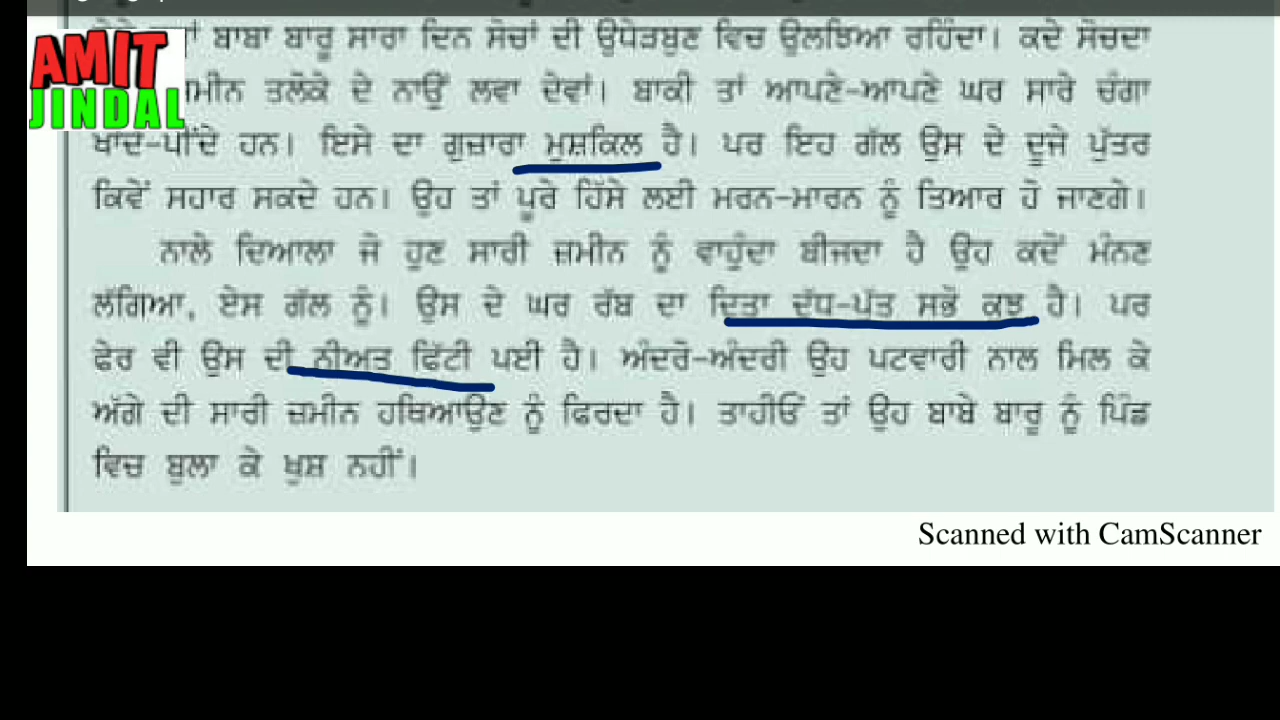 ਬਾਬਾ ਬਾਰੂ ਸਾਰਾ ਦਿਨ ਸੋਚਾਂ ਦੀ ਉਧੇੜਬੁਣ ਵਿਚ ਉਲਝਿਆ ਰਹਿੰਦਾ। ਕਦੇ ਸੋਚਦਾ
AMIT
JINDAL
ਤਲੋਕੇ ਦੇ ਨਾਉਂ ਲਵਾ ਦੇਵਾਂ। ਬਾਕੀ ਤਾਂ ਆਪਣੇ-ਆਪਣੇ ਘਰ ਸਾਰੇ ਚੰਗਾ
ਖਾਂਦੇ-ਪੀਂਦੇ ਹਨ। ਇਸੇ ਦਾ ਗੁਜ਼ਾਰਾ ਮੁਸ਼ਕਿਲ ਹੈ। ਪਰ ਇਹ ਗੱਲ ਉਸ ਦੇ ਦੂਜੇ ਪੁੱਤਰ
ਕਿਵੇਂ ਸਹਾਰ ਸਕਦੇ ਹਨ। ਉਹ ਤਾਂ ਪੂਰੇ ਹਿੱਸੇ ਲਈ ਮਰਨ-ਮਾਰਨ ਨੂੰ ਤਿਆਰ ਹੋ ਜਾਣਗੇ।
ਨਾਲੇ ਦਿਆਲਾ ਜੋ ਹੁਣ ਸਾਰੀ ਜ਼ਮੀਨ ਨੂੰ ਵਾਹੁੰਦਾ ਬੀਜਦਾ ਹੈ ਉਹ ਕਦੋਂ ਮੰਨਣ
ਲੱਗਿਆ, ਏਸ ਗੱਲ ਨੂੰ। ਉਸ ਦੇ ਘਰ ਰੱਬ ਦਾ ਦਿਤਾ ਦੁੱਧ-ਪੁੱਤ ਸਭੋ ਕੁਝ ਹੈ। ਪਰ
ਫੇਰ ਵੀ ਉਸ ਦੀ ਨੀਅਤ ਫਿੱਟੀ ਪਈ ਹੈ। ਅੰਦਰੋ-ਅੰਦਰੀ ਉਹ ਪਟਵਾਰੀ ਨਾਲ ਮਿਲ ਕੇ
ਅੱਗੇ ਦੀ ਸਾਰੀ ਜ਼ਮੀਨ ਹਥਿਆਉਣ ਨੂੰ ਫਿਰਦਾ ਹੈ। ਤਾਹੀਓਂ ਤਾਂ ਉਹ ਬਾਬੇ ਬਾਰੂ ਨੂੰ ਪਿੰਡ
ਵਿਚ ਬੁਲਾ ਕੇ ਖੁਸ਼ ਨਹੀਂ।
Scanned with CamScanner